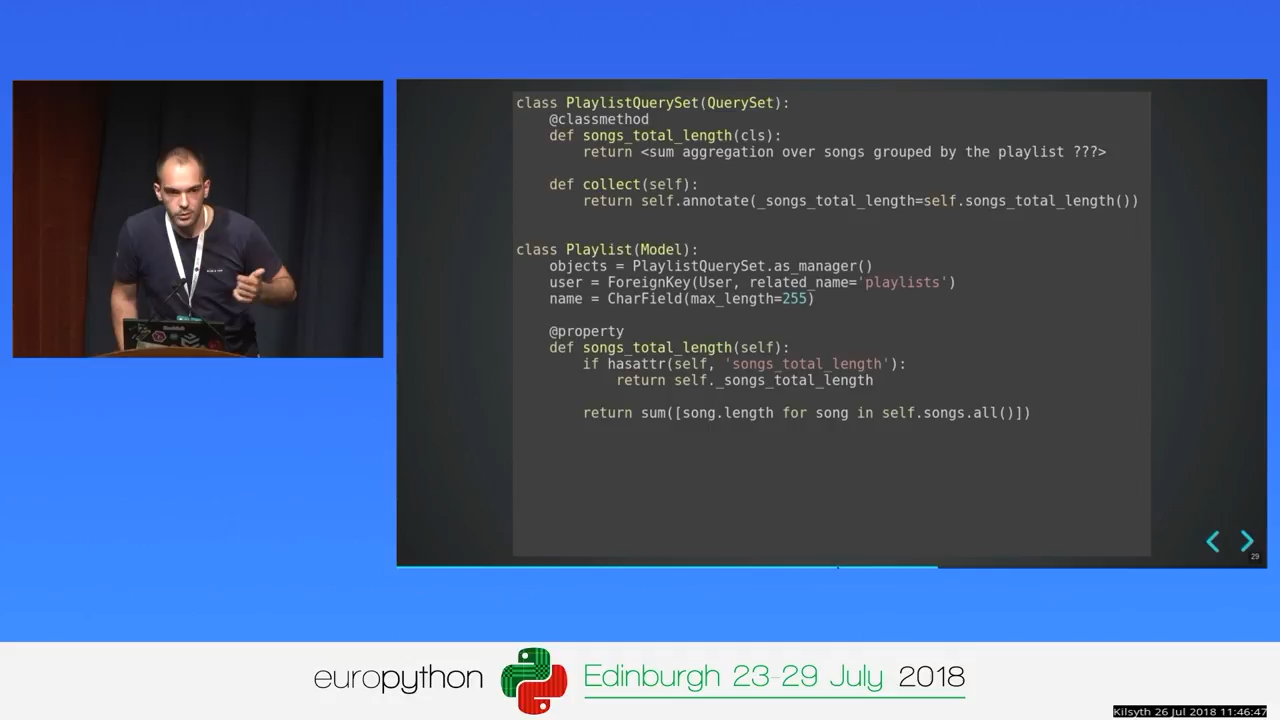 class PlaylistQuerySet(QuerySet):
@classmethod
def songs_total_length(cls):
return <sum aggregation over songs grouped by the playlist ???>
def collect(self):
return self.annotate(_songs_total_length=self.songs_total_length())
class Playlist(Model):
objects = PlaylistQuerySet.as_manager()
user = ForeignKey(User, related_name='playlists')
name = CharField(max_length=255)
@property
def songs_total_length(self):
if hasattr(self, 'songs_total_length'):
return self._songs_total_length
return sum([song.length for song in self.songs.all()])
29
europython Edinburgh 23-29 July 2018
Kilsyth 26 Jul 2018 11:46:47